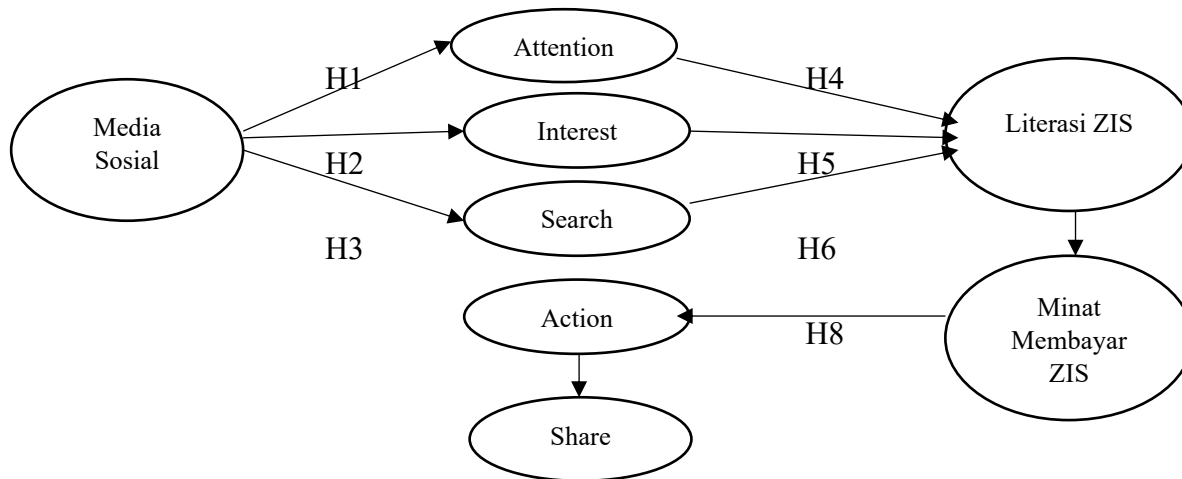 Attention
H1
H4
Media
Sosial
Interest
Literasi ZIS
H2
H5
Search
H3
H6
Action
H8
Minat
Membayar
ZIS
Share